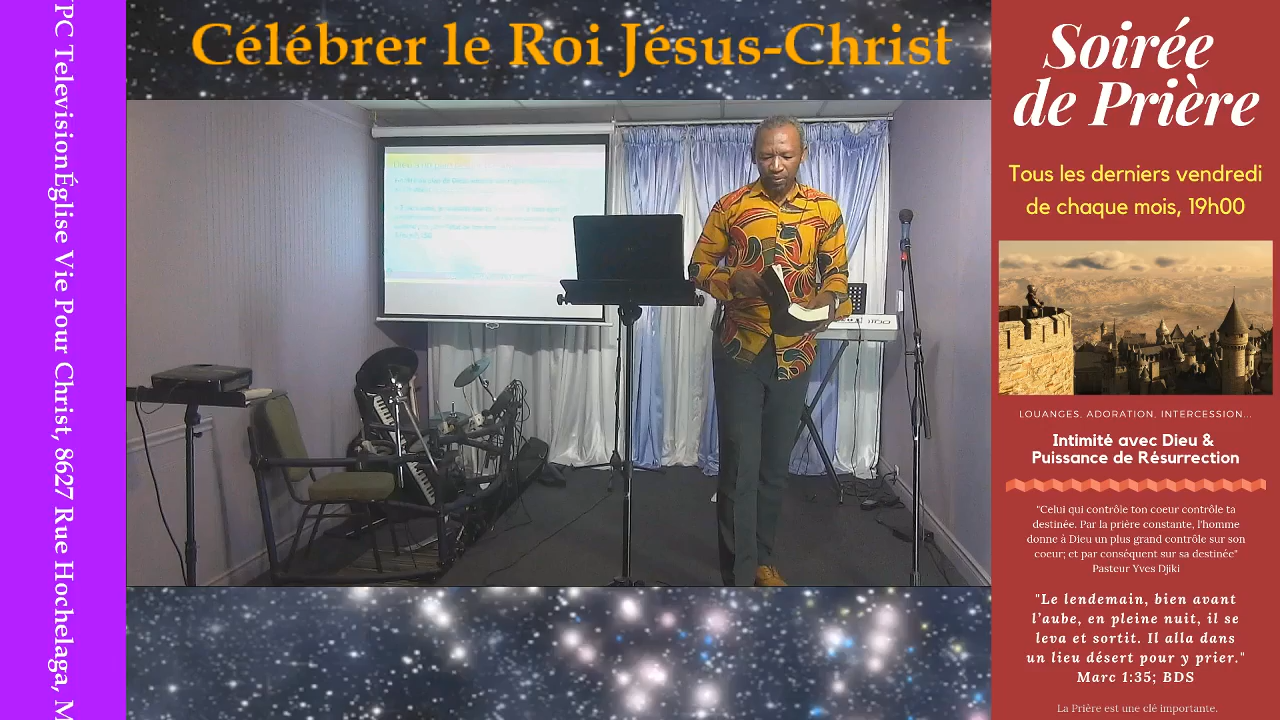 PC TelevisionÉglise Vie Pour Christ, 8627 Rue Hochelaga, M
Célébrer le Roi Jésus-Christ
Soirée
de Prière
Tous les derniers vendredi
de chaque mois, 19h00
LOUANGES, ADORATION, INTERCESSION...
Intimité avec Dieu &
Puissance de Résurrection
"Celui qui contrôle ton coeur contrôle ta
destinée. Par la prière constante, l'homme
donne à Dieu un plus grand contrôle sur son
coeur; et par conséquent sur sa destinée"
Pasteur Yves Djiki
"Le lendemain, bien avant
l'aube, en pleine nuit, il se
leva et sortit. Il alla dans
un lieu désert pour y prier."
Marc 1:35; BDS
La Prière est une clé importante.